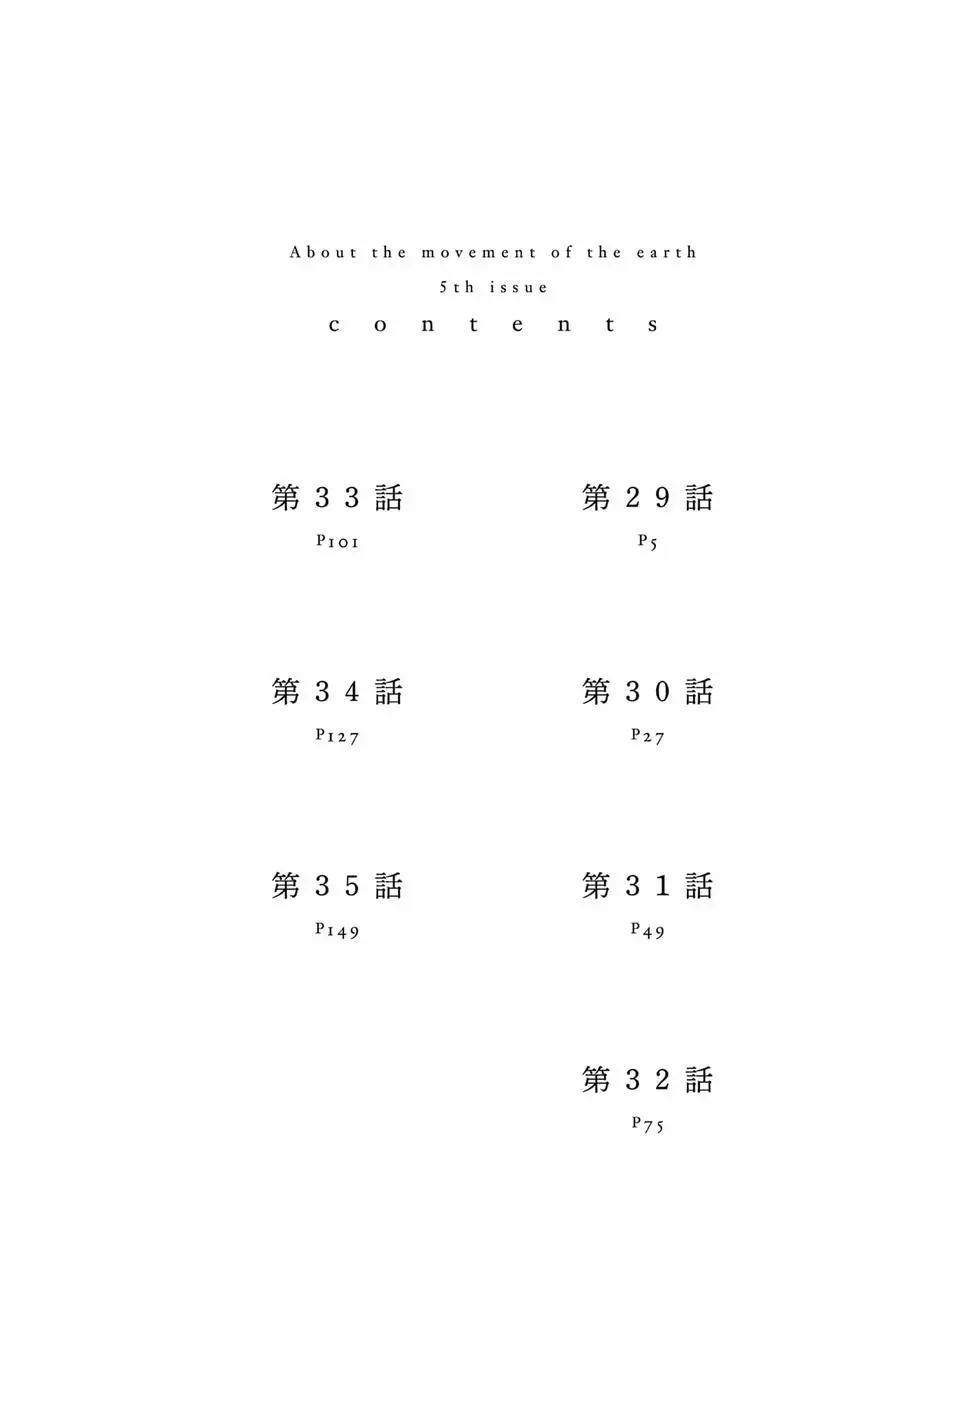 About the movement of the earth
5th issue
contents
第29話
P5
第30話
P27
第31話
P49
第32話
P75
第33話
P101
第34話
P127
第35話
P149